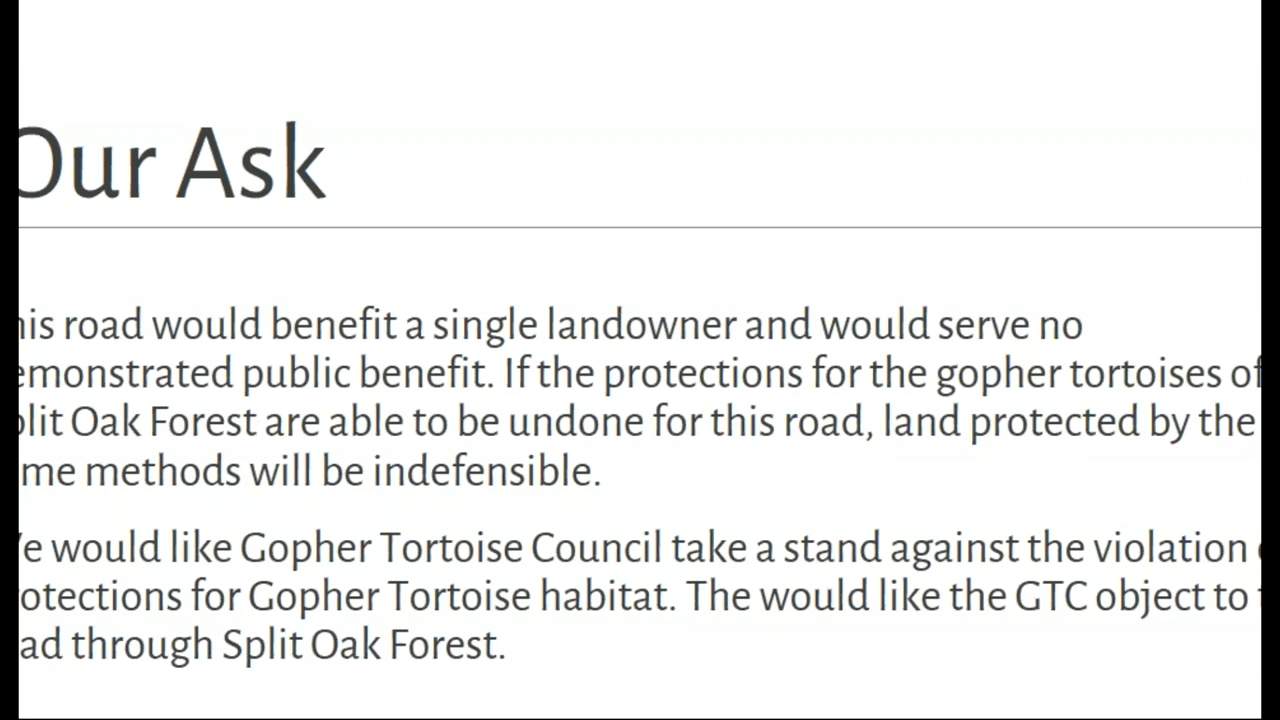 Our Ask
his road would benefit a single landowner and would serve no
emonstrated public benefit. If the protections for the gopher tortoises of
plit Oak Forest are able to be undone for this road, land protected by the
me methods will be indefensible.
e would like Gopher Tortoise Council take a stand against the violation
otections for Gopher Tortoise habitat. The would like the GTC object to
ad through Split Oak Forest.